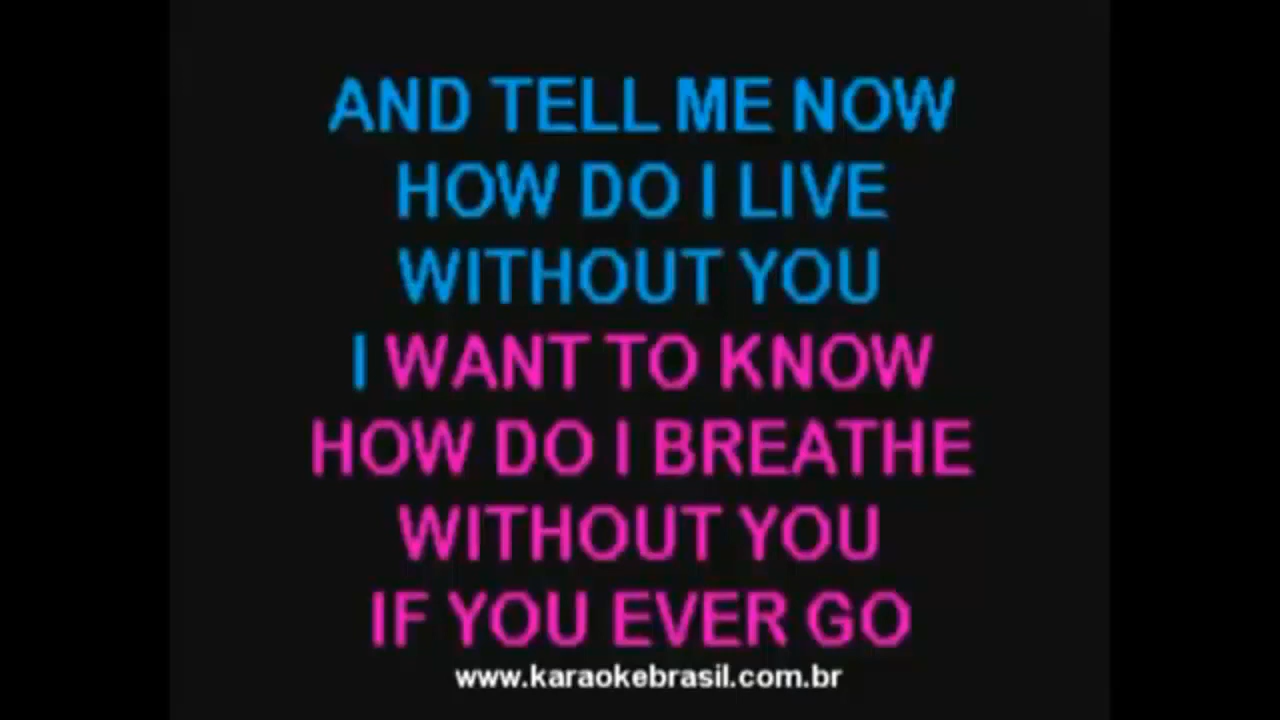 AND TELL ME NOW
HOW DO I LIVE
WITHOUT YOU
I WANT TO KNOW
HOW DO I BREATHE
WITHOUT YOU
IF YOU EVER GO
www.karaokebrasil.com.br